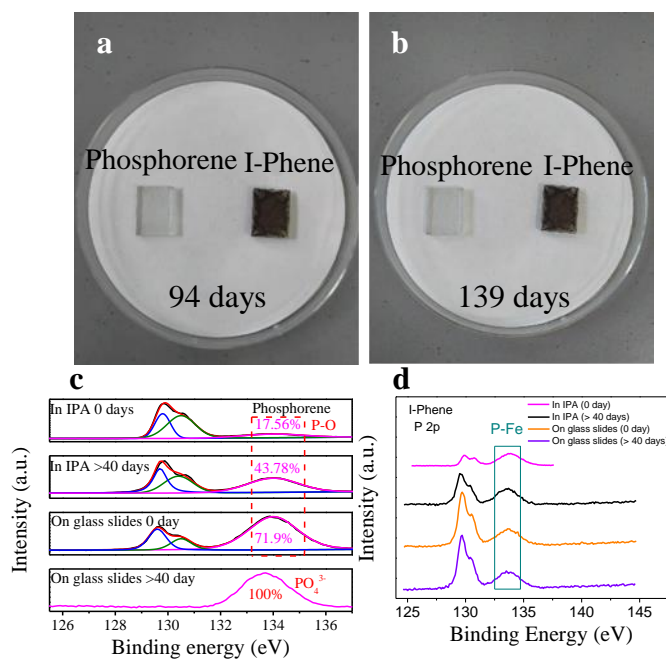 a
b
Phosphorene I-Phene
Phosphorene I-Phene
94 days
139 days
c
In IPA 0 days
Phosphorene
17.56%
P-O
In IPA >40 days
43.78%
On glass slides 0 day
71.9%
On glass slides >40 day
100%
PO₄³⁻
126 128 130 132 134 136
Binding energy (eV)
Intensity (a.u.)
d
I-Phene
P 2p
P-Fe
In IPA (0 day)
In IPA (> 40 days)
On glass slides (0 day)
On glass slides (> 40 days)
125 130 135 140 145
Binding Energy (eV)
Intensity (a.u.)